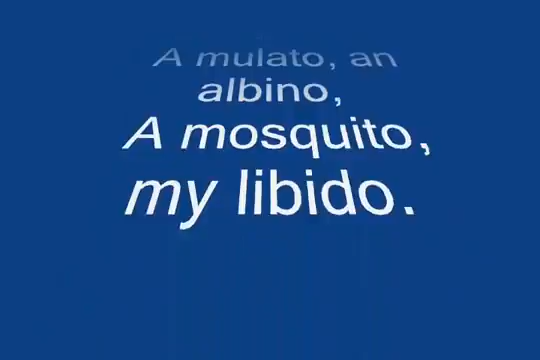 A mulato, an
albino,
A mosquito,
my libido.